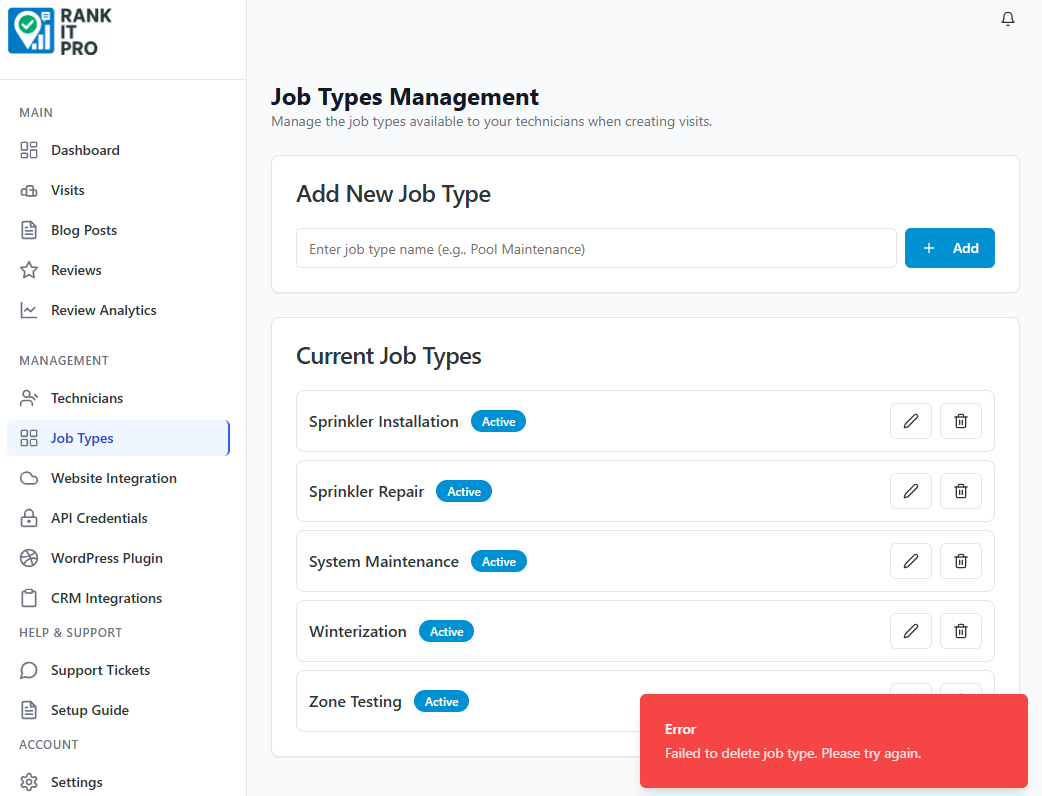 RANK
IT
PRO
MAIN
Dashboard
Visits
Blog Posts
Reviews
Review Analytics
MANAGEMENT
Technicians
Job Types
Website Integration
API Credentials
WordPress Plugin
CRM Integrations
HELP & SUPPORT
Support Tickets
Setup Guide
ACCOUNT
Settings
Job Types Management
Manage the job types available to your technicians when creating visits.
Add New Job Type
Enter job type name (e.g., Pool Maintenance)
+ Add
Current Job Types
Sprinkler Installation Active
Sprinkler Repair Active
System Maintenance Active
Winterization Active
Zone Testing Active
Error
Failed to delete job type. Please try again.